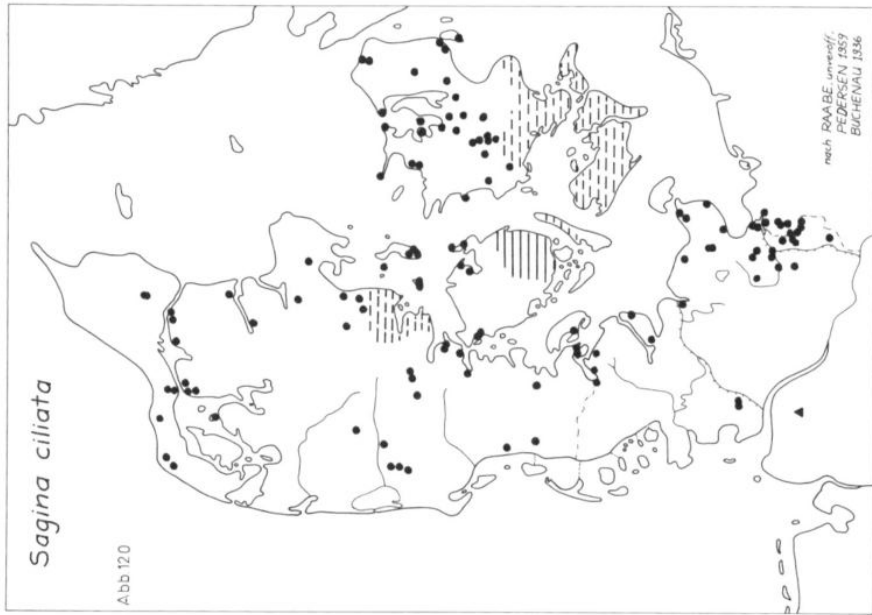 Sagina ciliata
Abb 120
nach RAABE, unveröff.
PEDERSEN 1959
BUCHENAU 1936